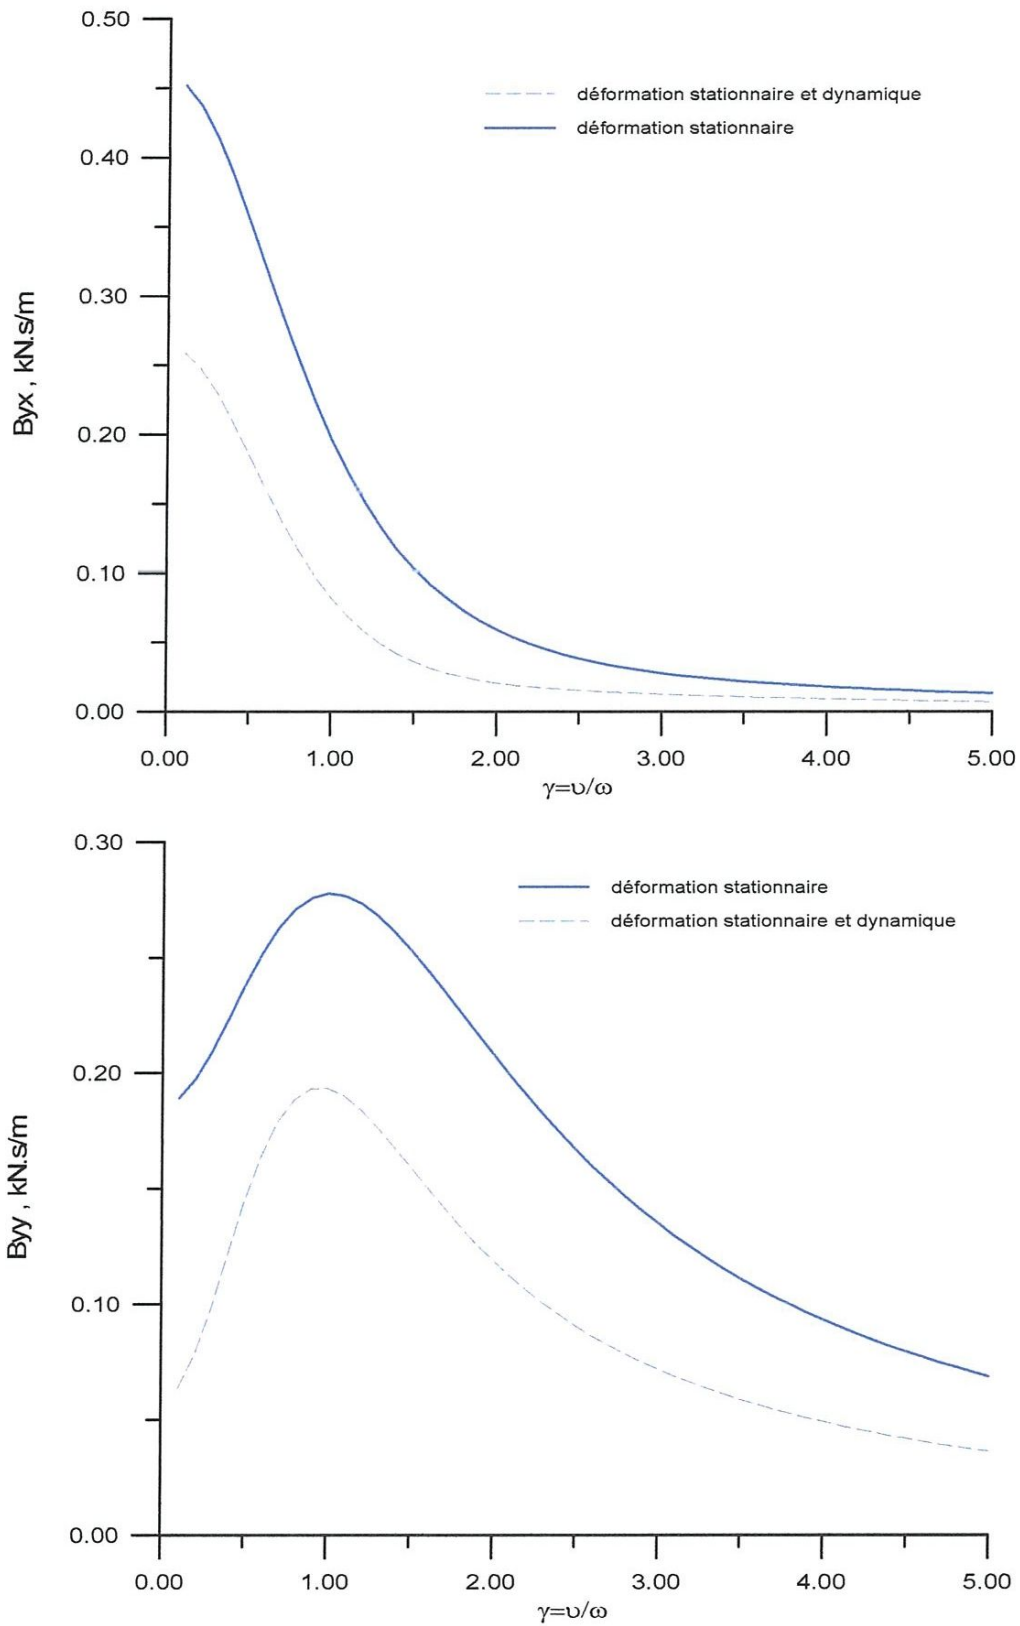 0.50
déformation stationnaire et dynamique
déformation stationnaire
0.40
0.30
Byx , kN.s/m
0.20
0.10
0.00
0.00 1.00 2.00 3.00 4.00 5.00
γ=υ/ω
0.30
déformation stationnaire
déformation stationnaire et dynamique
0.20
Byy , kN.s/m
0.10
0.00
0.00 1.00 2.00 3.00 4.00 5.00
γ=υ/ω